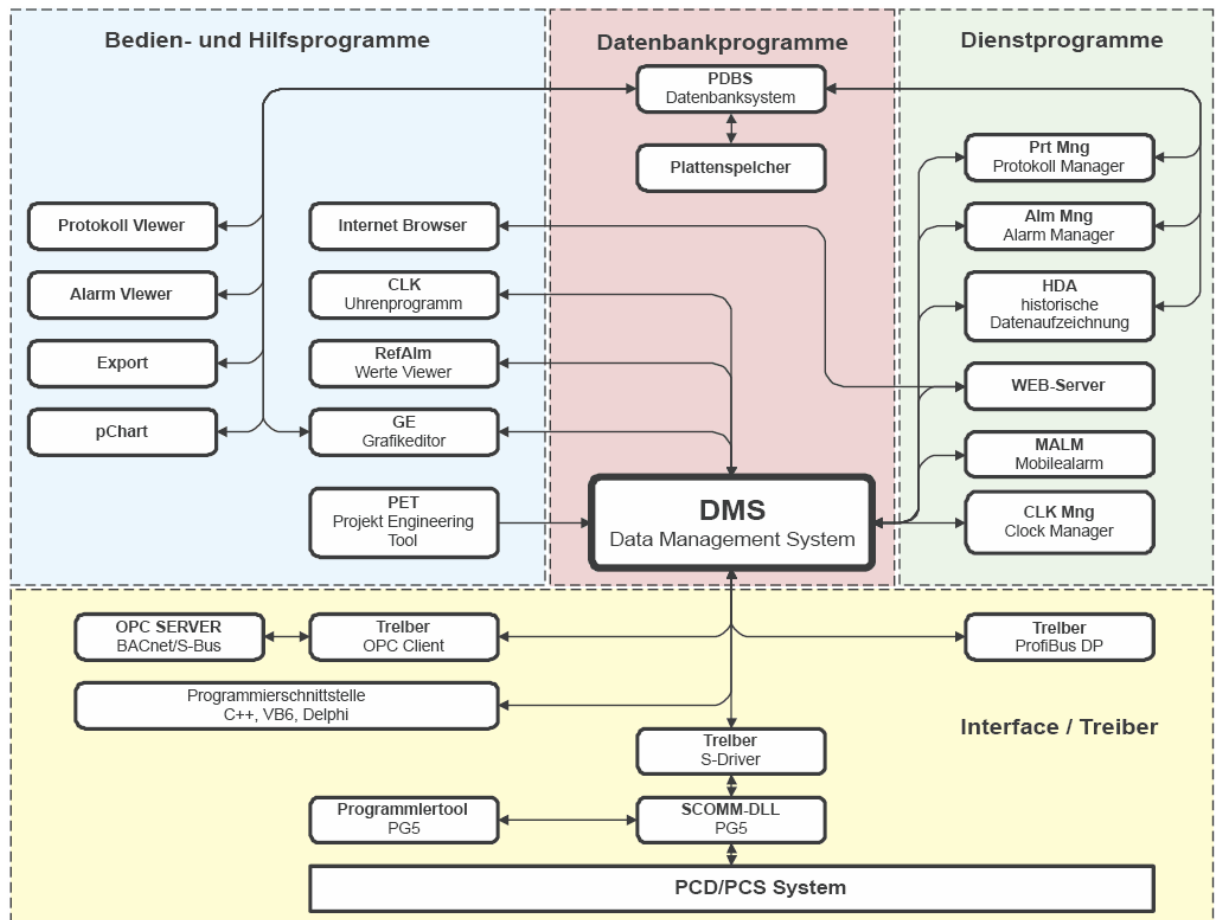 Bedien- und Hilfsprogramme
Datenbankprogramme
Dienstprogramme
PDBS
Datenbanksystem
Plattenspelcher
Prt Mng
Protokoll Manager
Protokoll Vlewer
Internet Browser
Alm Mng
Alarm Manager
Alarm Vlewer
CLK
Uhrenprogramm
HDA
historische
Datenaufzeichnung
Export
RefAlm
Werte Viewer
WEB-Server
pChart
GE
Grafikeditor
MALM
Mobilealarm
PET
Projekt Engineering
Tool
DMS
Data Management System
CLK Mng
Clock Manager
OPC SERVER
BACnet/S-Bus
Trelber
OPC Client
Trelber
ProfiBus DP
Programmierschnittstelle
C++, VB6, Delphi
Interface / Treiber
Trelber
S-Driver
Programmlertool
PG5
SCOMM-DLL
PG5
PCD/PCS System